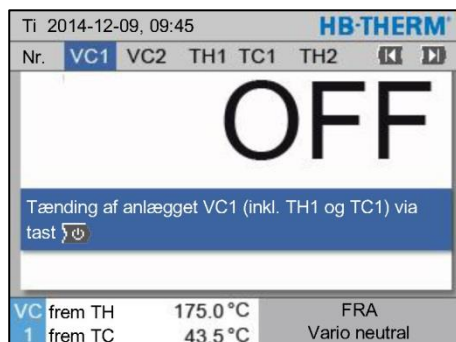 Ti 2014-12-09, 09:45 HB-THERM®
Nr. VC1 VC2 TH1 TC1 TH2
OFF
Tænding af anlægget VC1 (inkl. TH1 og TC1) via
tast
VC frem TH 175.0 °C FRA
1 frem TC 43.5 °C Vario neutral